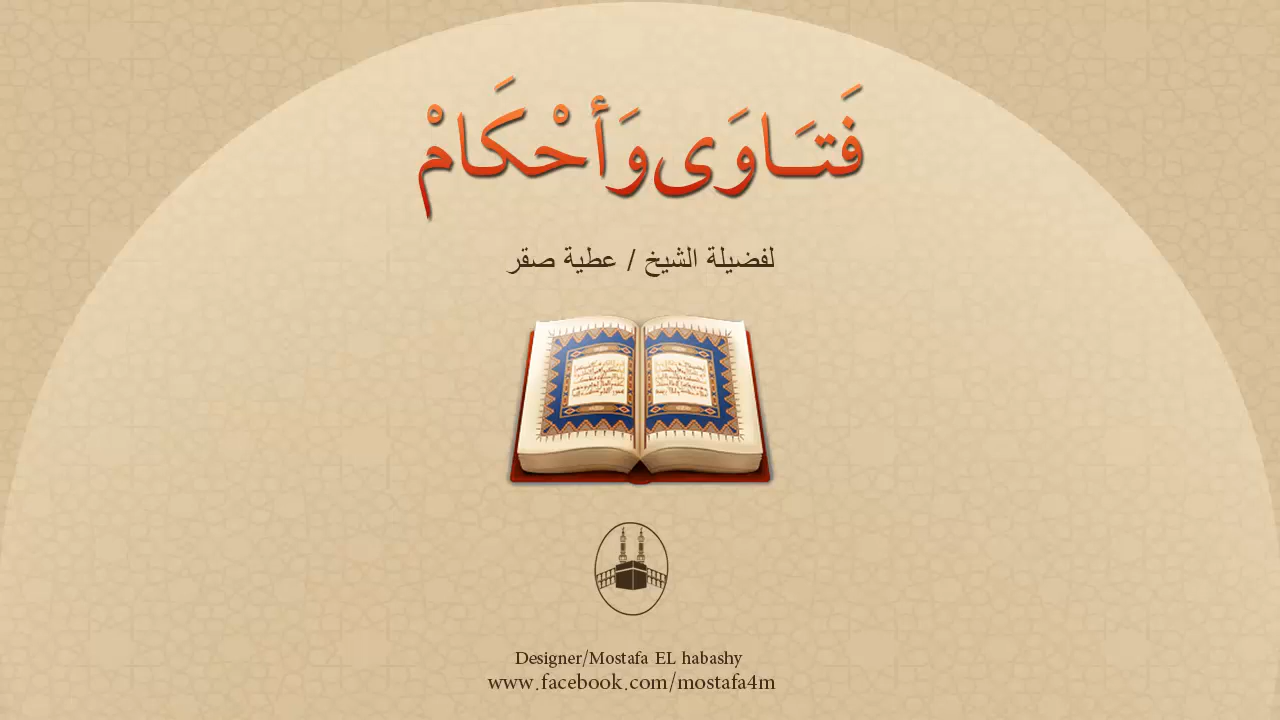 فَتَاوَى وَأَحْكَامْ
لفضيلة الشيخ / عطية صقر
Designer/Mostafa EL habashy
www.facebook.com/mostafa4m